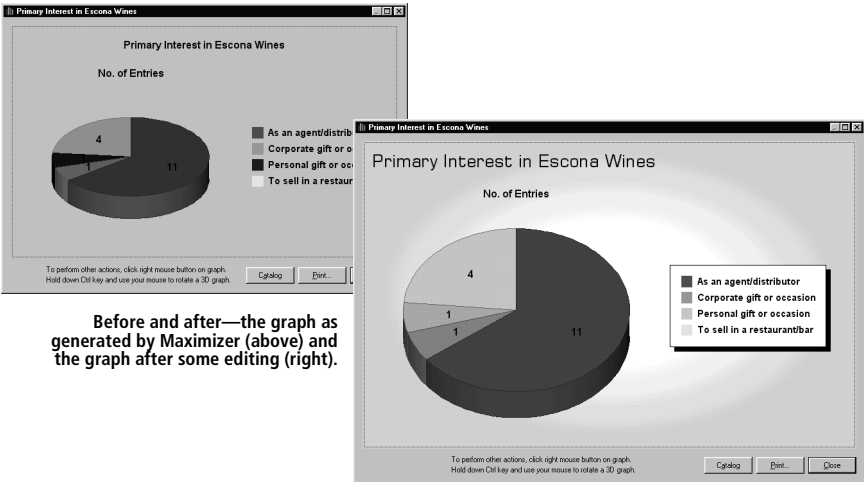 Primary Interest in Escona Wines
Primary Interest in Escona Wines
No. of Entries
4
1
11
As an agent/distrib
Corporate gift or o
Personal gift or occ
To sell in a restaur
To perform other actions, click right mouse button on graph.
Hold down Ctrl key and use your mouse to rotate a 3D graph.
Catalog
Print...
Before and after—the graph as
generated by Maximizer (above) and
the graph after some editing (right).
Primary Interest in Escona Wines
Primary Interest in Escona Wines
No. of Entries
4
1
1
11
As an agent/distributor
Corporate gift or occasion
Personal gift or occasion
To sell in a restaurant/bar
To perform other actions, click right mouse button on graph.
Hold down Ctrl key and use your mouse to rotate a 3D graph.
Catalog
Print...
Close